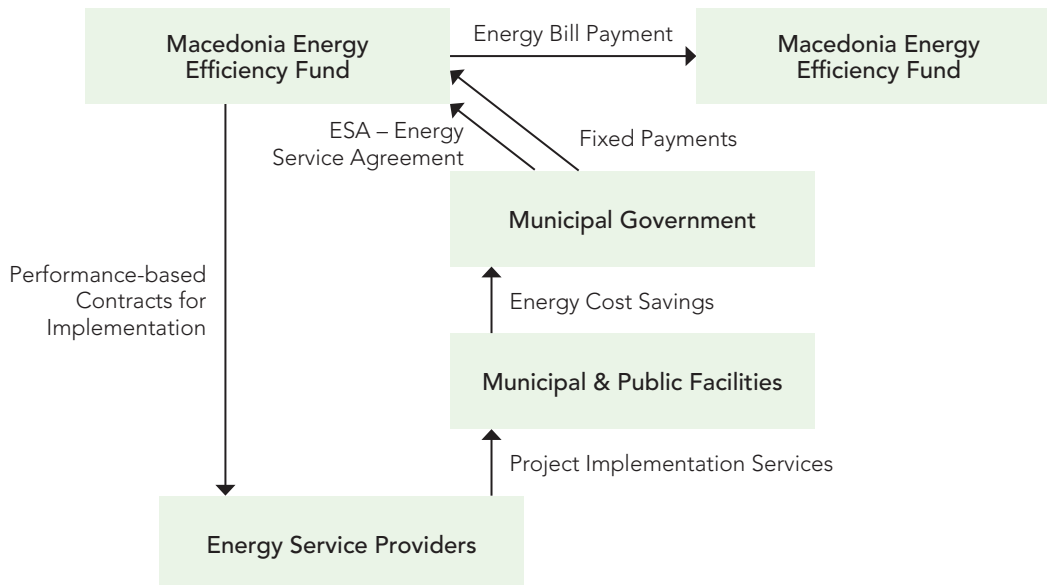 Macedonia Energy
Efficiency Fund
Energy Bill Payment
Macedonia Energy
Efficiency Fund
ESA – Energy
Service Agreement
Fixed Payments
Municipal Government
Performance-based
Contracts for
Implementation
Energy Cost Savings
Municipal & Public Facilities
Project Implementation Services
Energy Service Providers